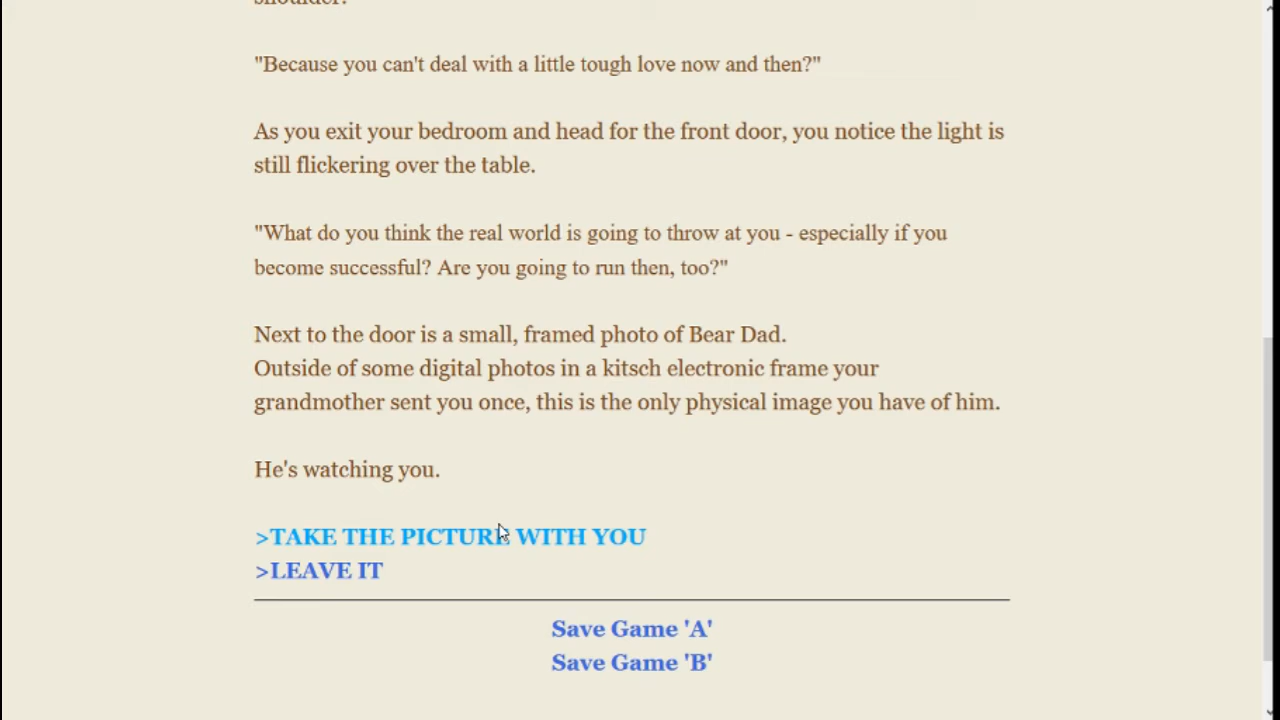 shoulder.
"Because you can't deal with a little tough love now and then?"
As you exit your bedroom and head for the front door, you notice the light is
still flickering over the table.
"What do you think the real world is going to throw at you - especially if you
become successful? Are you going to run then, too?"
Next to the door is a small, framed photo of Bear Dad.
Outside of some digital photos in a kitsch electronic frame your
grandmother sent you once, this is the only physical image you have of him.
He's watching you.
>TAKE THE PICTURE WITH YOU
>LEAVE IT
Save Game 'A'
Save Game 'B'